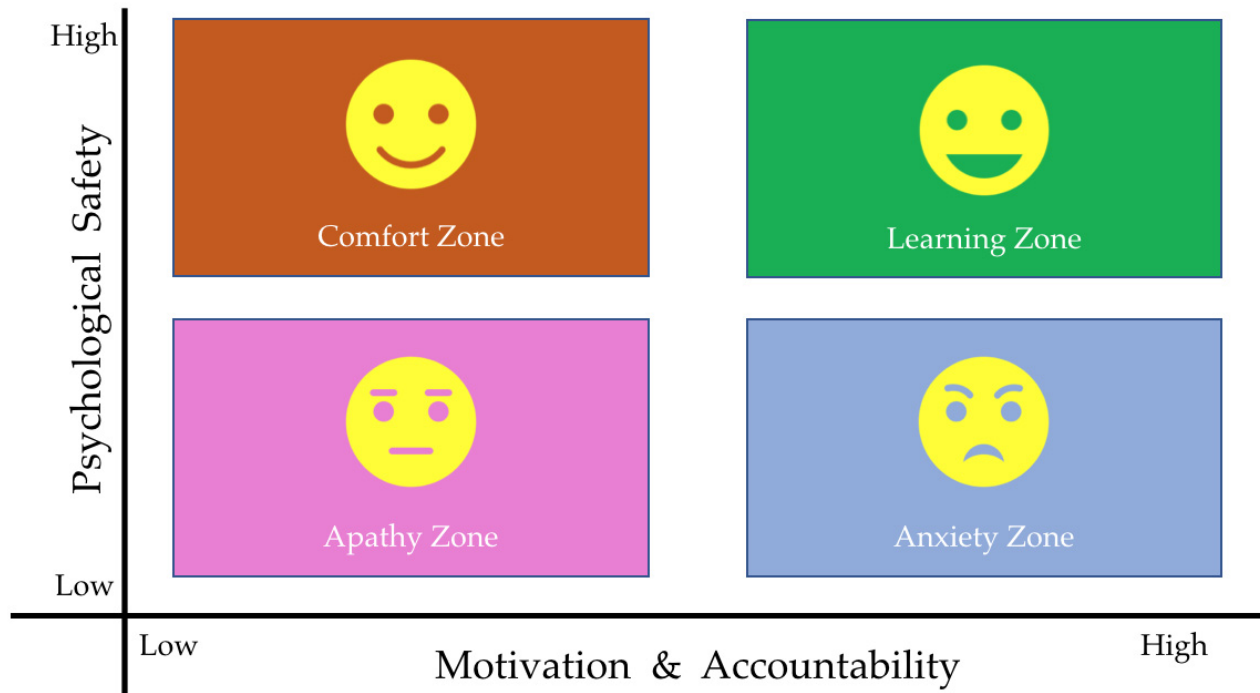 High
Psychological Safety
Comfort Zone
Learning Zone
Apathy Zone
Anxiety Zone
Low
Low
High
Motivation & Accountability